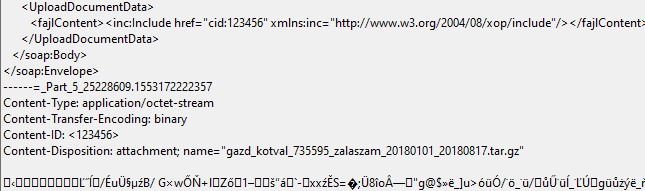 <UploadDocumentData>
<fajlContent><inc:Include href="cid:123456" xmlns:inc="http://www.w3.org/2004/08/xop/include"/></fajlContent>
</UploadDocumentData>
</soap:Body>
</soap:Envelope>
------=_Part_5_25228609.1553172222357
Content-Type: application/octet-stream
Content-Transfer-Encoding: binary
Content-ID: <123456>
Content-Disposition: attachment; name="gazd_kotval_735595_zalaszam_20180101_20180817.tar.gz"